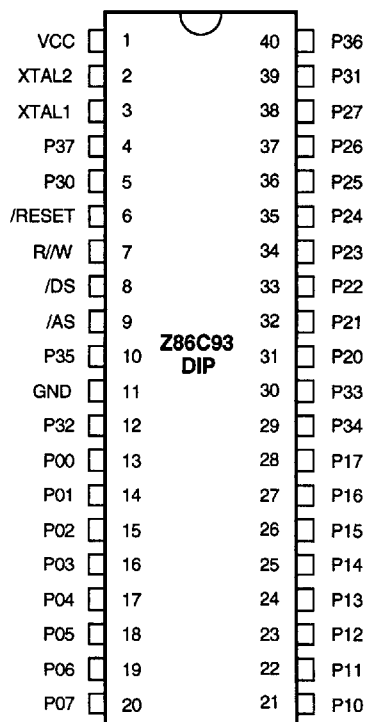 VCC 1 40 P36
XTAL2 2 39 P31
XTAL1 3 38 P27
P37 4 37 P26
P30 5 36 P25
/RESET 6 35 P24
R//W 7 34 P23
/DS 8 33 P22
/AS 9 32 P21
Z86C93
P35 10 31 P20
DIP
GND 11 30 P33
P32 12 29 P34
P00 13 28 P17
P01 14 27 P16
P02 15 26 P15
P03 16 25 P14
P04 17 24 P13
P05 18 23 P12
P06 19 22 P11
P07 20 21 P10